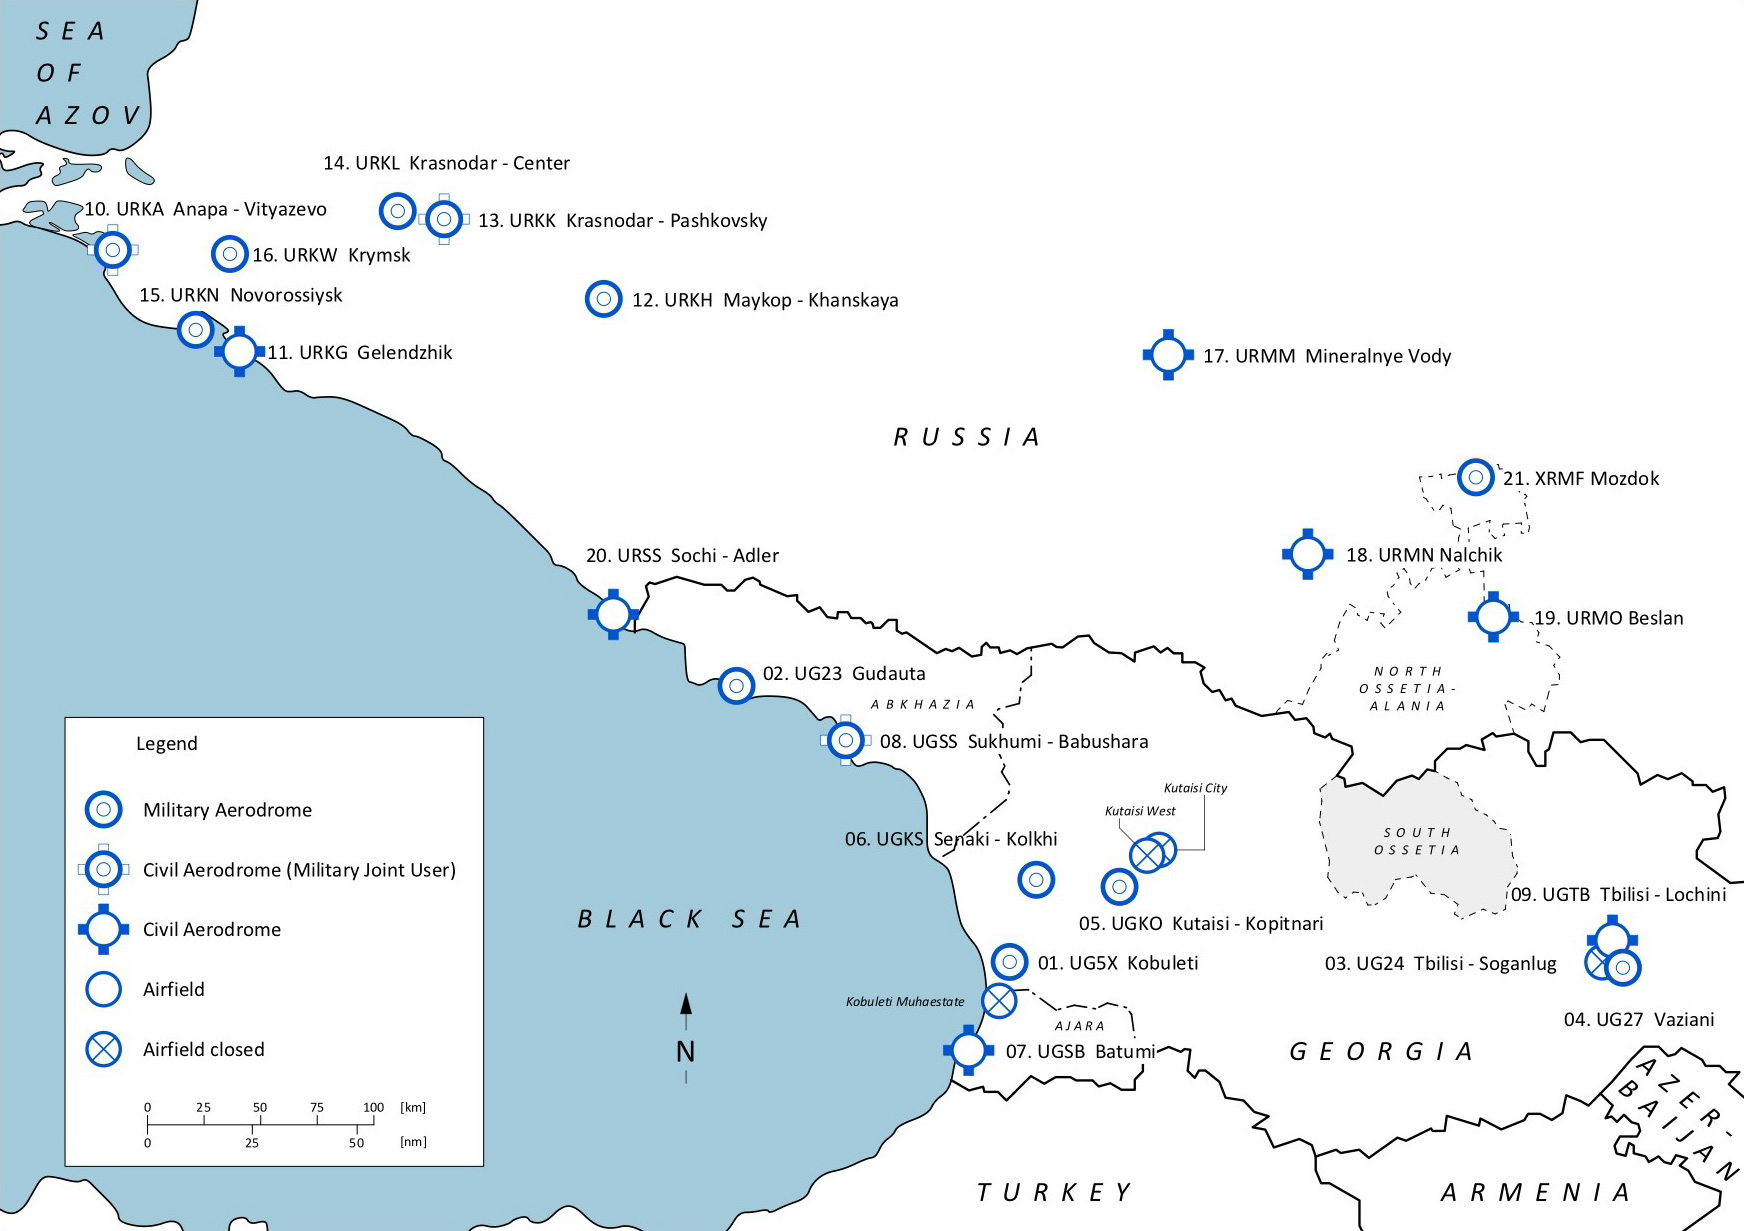 SEA
OF
AZOV
14. URKL Krasnodar - Center
10. URKA Anapa - Vityazevo
13. URKK Krasnodar - Pashkovsky
16. URKW Krymsk
15. URKN Novorossiysk
12. URKH Maykop - Khanskaya
11. URKG Gelendzhik
17. URMM Mineralnye Vody
RUSSIA
21. XRMF Mozdok
20. URSS Sochi - Adler
18. URMN Nalchik
19. URMO Beslan
02. UG23 Gudauta
NORTH
OSSETIA-
ALANIA
ABKHAZIA
08. UGSS Sukhumi - Babushara
Kutaisi City
Kutaisi West
06. UGKS Senaki - Kolkhi
SOUTH
OSSETIA
09. UGTB Tbilisi - Lochini
BLACK SEA
05. UGKO Kutaisi - Kopitnari
01. UG5X Kobuleti
03. UG24 Tbilisi - Soganlug
Kobuleti Muhaestate
04. UG27 Vaziani
AJARA
07. UGSB Batumi
GEORGIA
N
AZER-
BAIJAN
TURKEY
ARMENIA
Legend
Military Aerodrome
Civil Aerodrome (Military Joint User)
Civil Aerodrome
Airfield
Airfield closed
0 25 50 75 100 [km]
0 25 50 [nm]